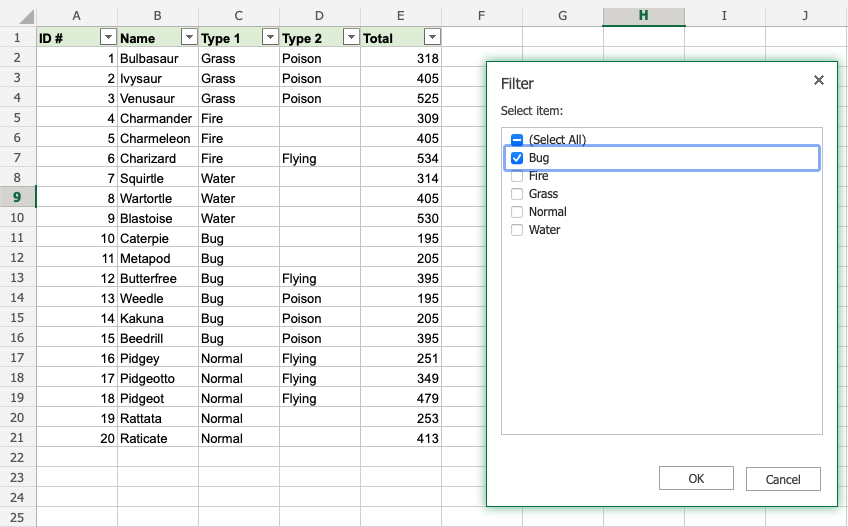 A B C D E F G H I J
1 ID # Name Type 1 Type 2 Total
2 1 Bulbasaur Grass Poison 318
3 2 Ivysaur Grass Poison 405
4 3 Venusaur Grass Poison 525
5 4 Charmander Fire 309
6 5 Charmeleon Fire 405
7 6 Charizard Fire Flying 534
8 7 Squirtle Water 314
9 8 Wartortle Water 405
10 9 Blastoise Water 530
11 10 Caterpie Bug 195
12 11 Metapod Bug 205
13 12 Butterfree Bug Flying 395
14 13 Weedle Bug Poison 195
15 14 Kakuna Bug Poison 205
16 15 Beedrill Bug Poison 395
17 16 Pidgey Normal Flying 251
18 17 Pidgeotto Normal Flying 349
19 18 Pidgeot Normal Flying 479
20 19 Rattata Normal 253
21 20 Raticate Normal 413
22
23
24
25
Filter
Select item:
(Select All)
Bug
Fire
Grass
Normal
Water
OK Cancel